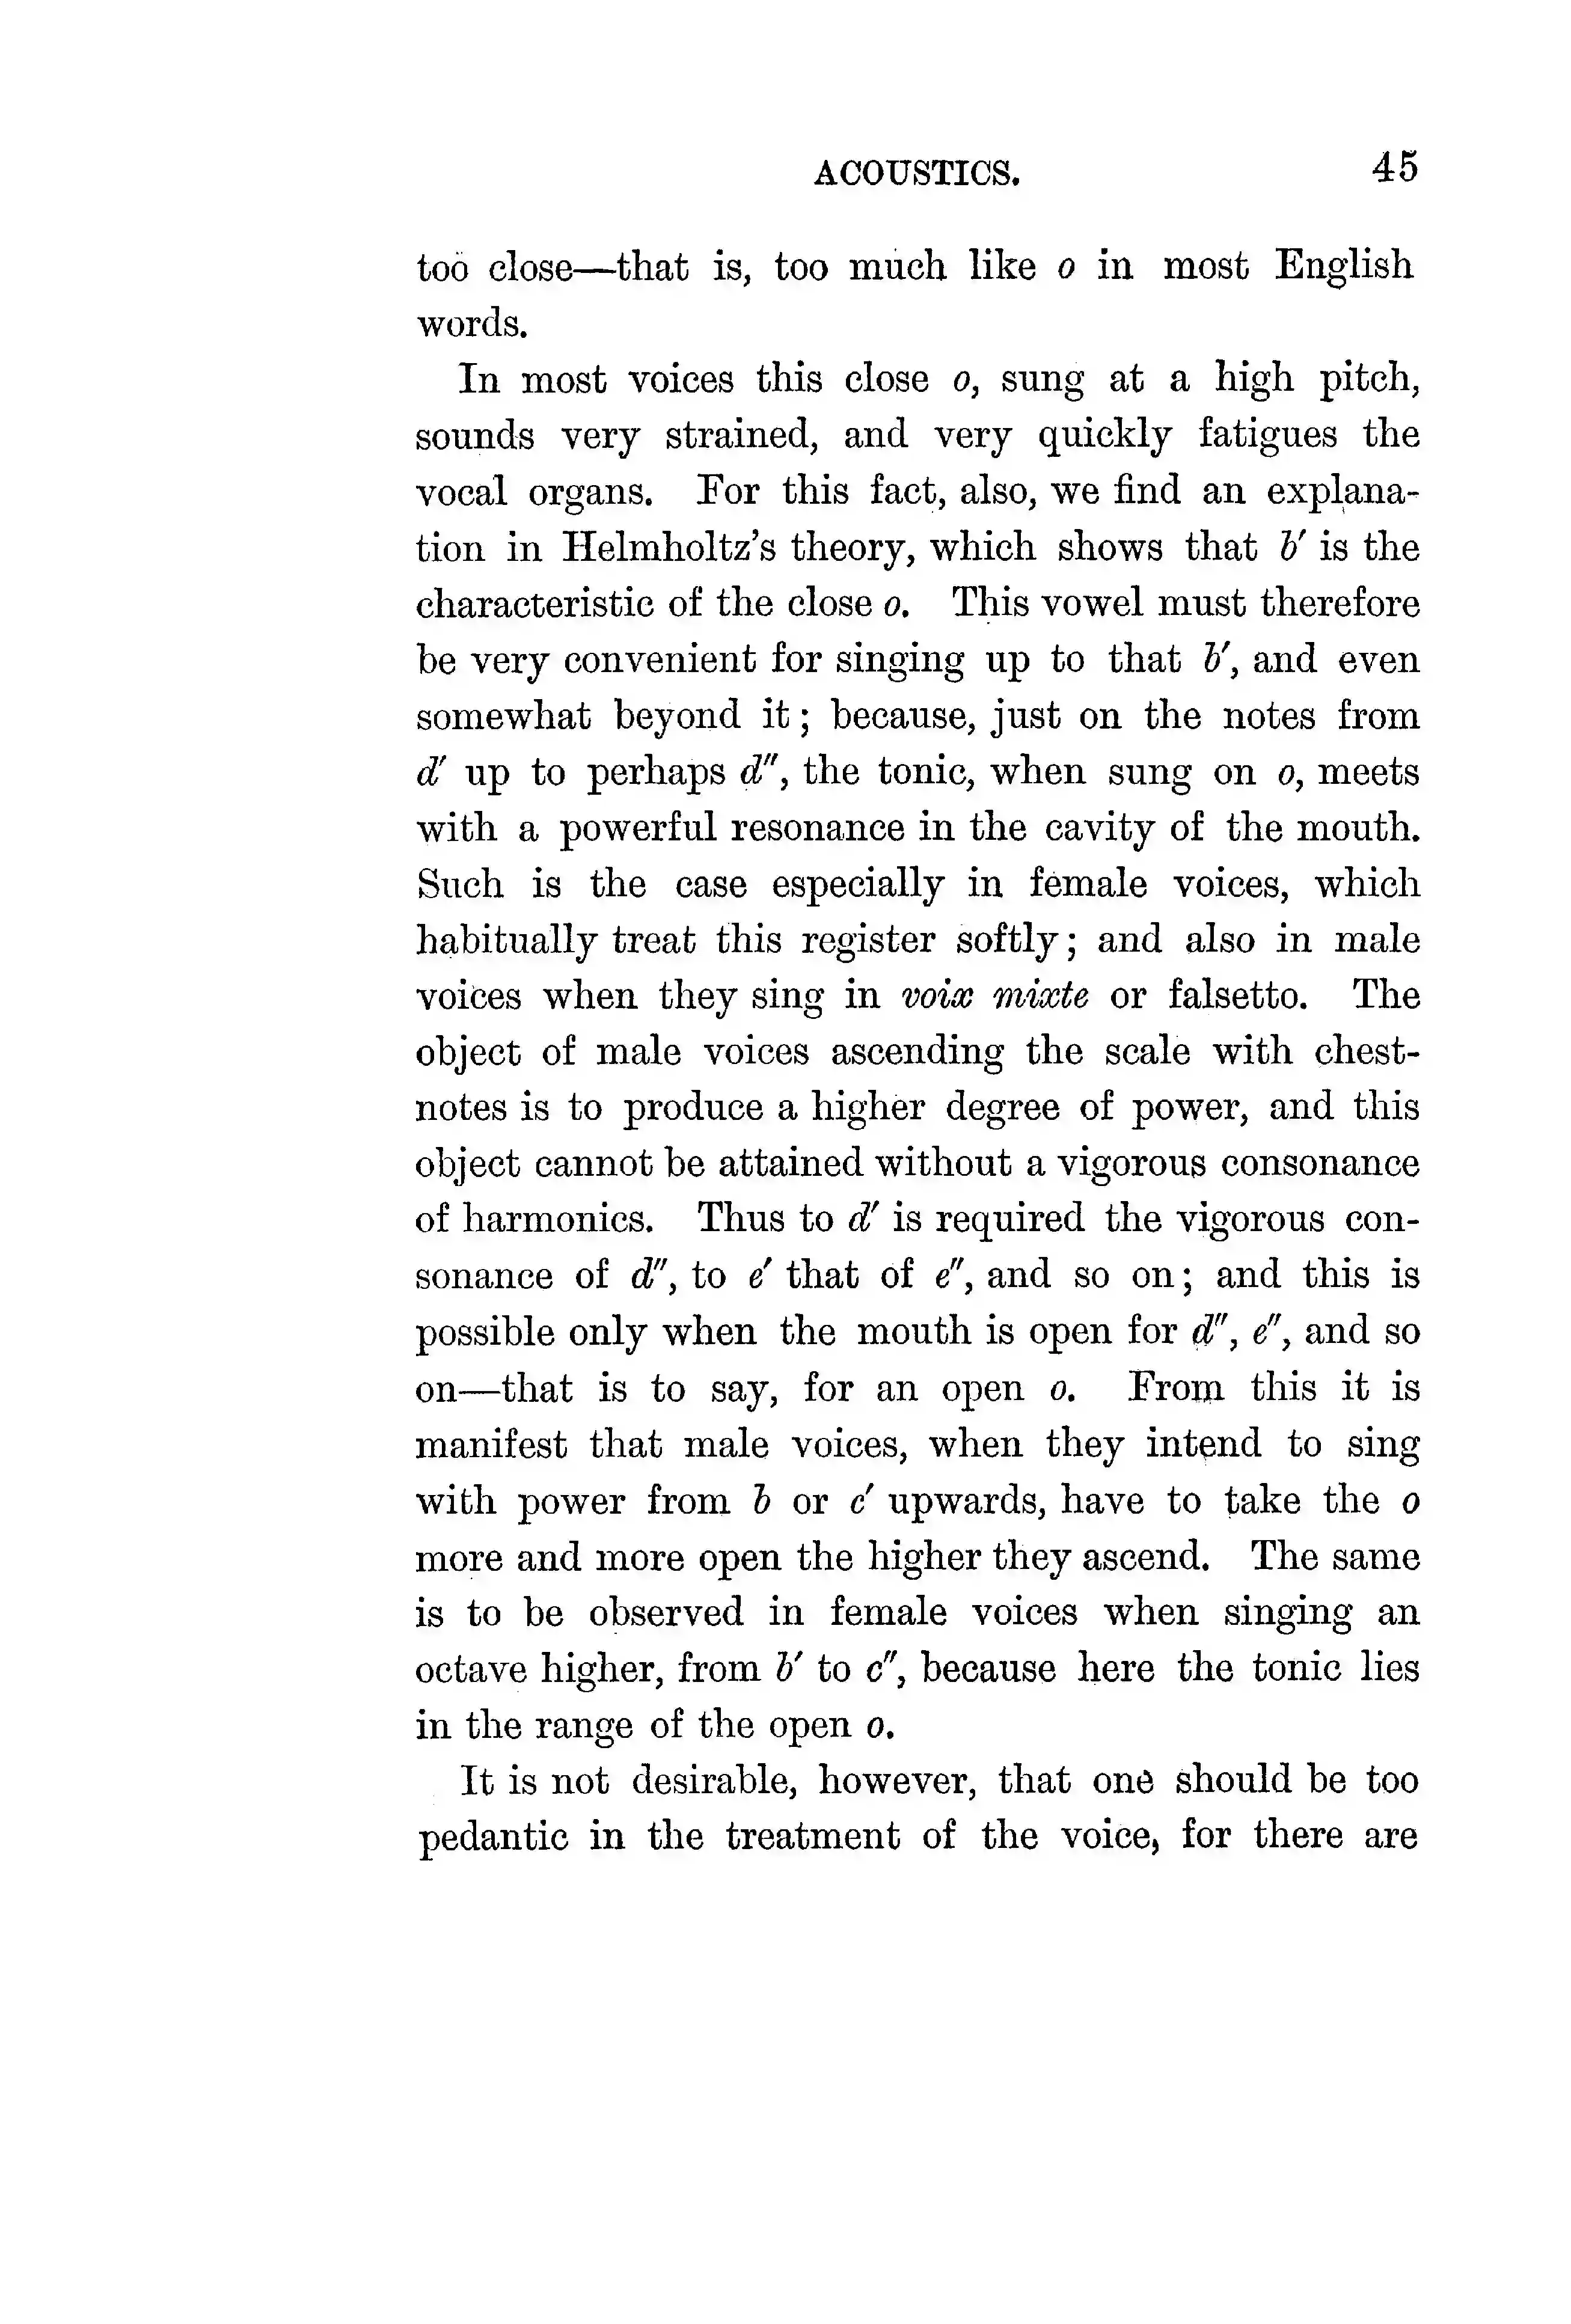 ACOUSTICS. 45
too close—that is, too much like o in most English
words.
In most voices this close o, sung at a high pitch,
sounds very strained, and very quickly fatigues the
vocal organs. For this fact, also, we find an explana-
tion in Helmholtz’s theory, which shows that b′ is the
characteristic of the close o. This vowel must therefore
be very convenient for singing up to that b′, and even
somewhat beyond it; because, just on the notes from
d′ up to perhaps d″, the tonic, when sung on o, meets
with a powerful resonance in the cavity of the mouth.
Such is the case especially in female voices, which
habitually treat this register softly; and also in male
voices when they sing in voix mixte or falsetto. The
object of male voices ascending the scale with chest-
notes is to produce a higher degree of power, and this
object cannot be attained without a vigorous consonance
of harmonics. Thus to d′ is required the vigorous con-
sonance of d″, to e′ that of e″, and so on; and this is
possible only when the mouth is open for d″, e″, and so
on—that is to say, for an open o. From this it is
manifest that male voices, when they intend to sing
with power from b or c′ upwards, have to take the o
more and more open the higher they ascend. The same
is to be observed in female voices when singing an
octave higher, from b′ to c″, because here the tonic lies
in the range of the open o.
It is not desirable, however, that one should be too
pedantic in the treatment of the voice, for there are